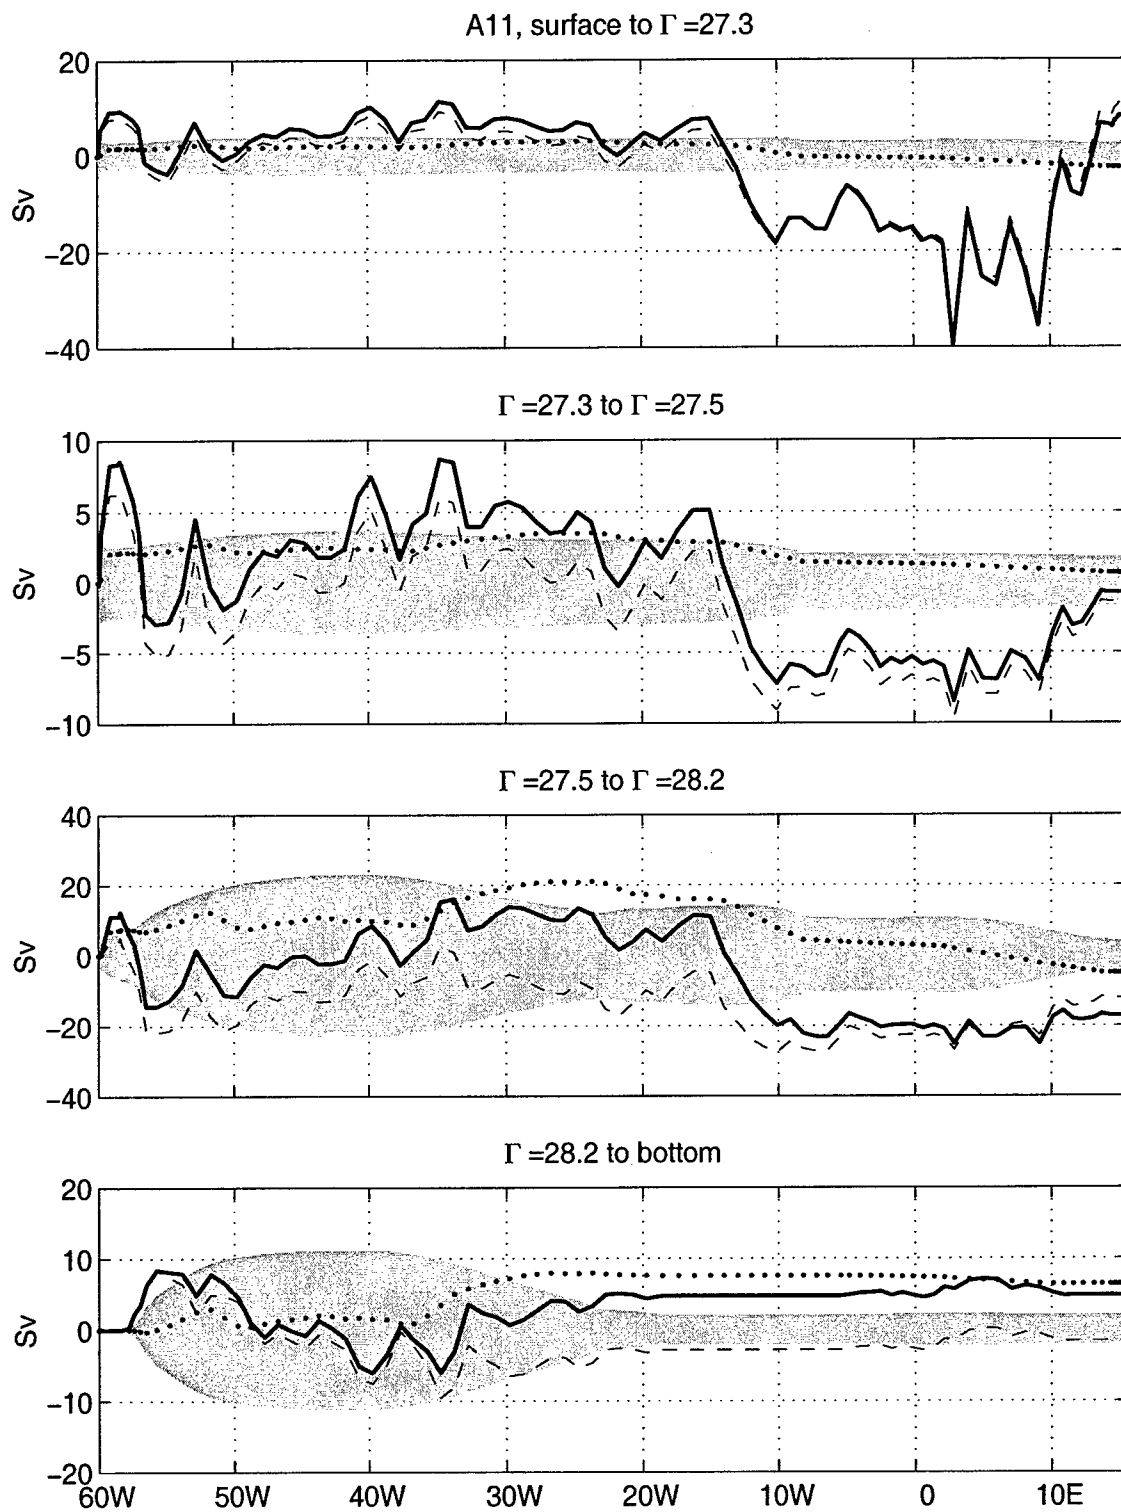 A11, surface to Γ =27.3
20
0
−20
−40
Sv
Γ =27.3 to Γ =27.5
10
5
0
−5
−10
Sv
Γ =27.5 to Γ =28.2
40
20
0
−20
−40
Sv
Γ =28.2 to bottom
20
10
0
−10
−20
Sv
60W 50W 40W 30W 20W 10W 0 10E